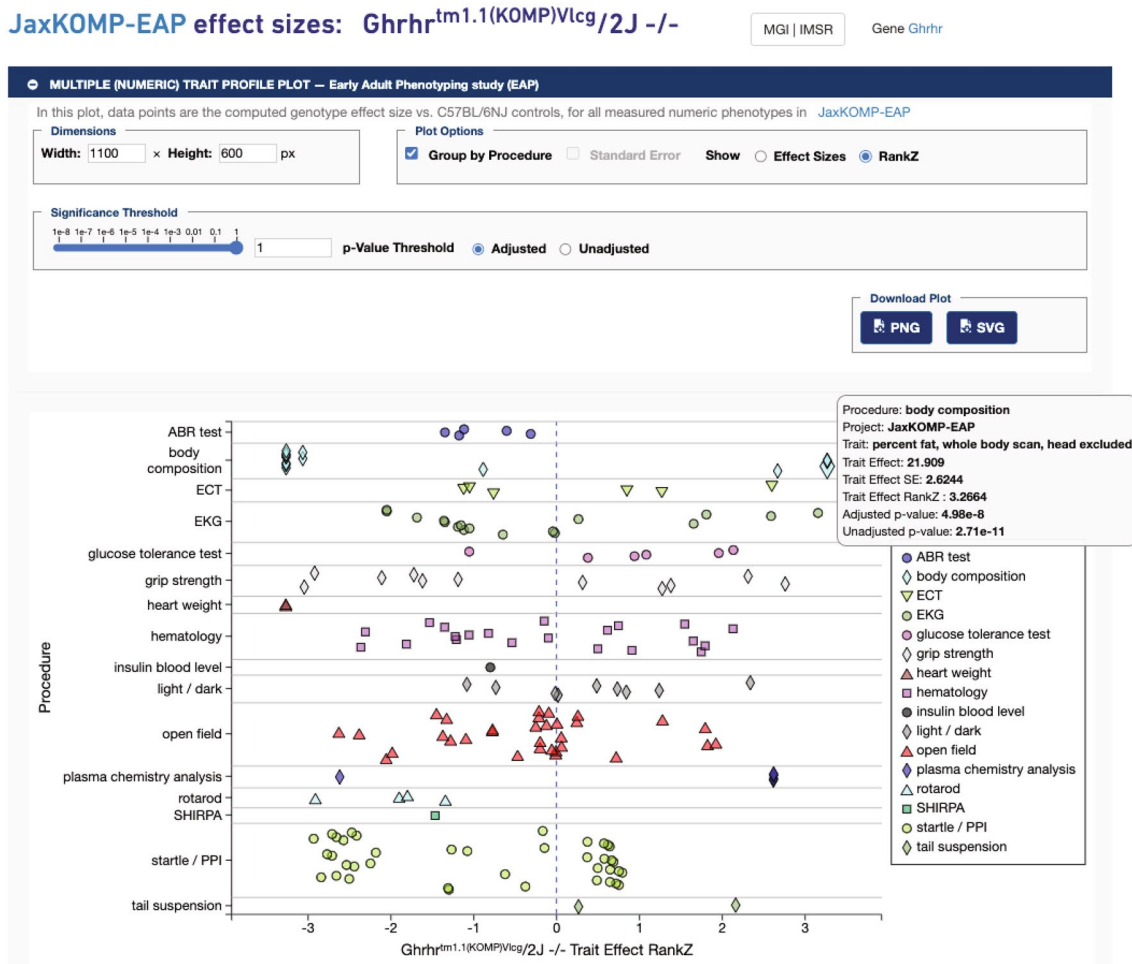 JaxKOMP-EAP effect sizes: Ghrhrtm1.1(KOMP)Vlcg/2J -/-
MGI | IMSR
Gene Ghrhr
MULTIPLE (NUMERIC) TRAIT PROFILE PLOT — Early Adult Phenotyping study (EAP)
In this plot, data points are the computed genotype effect size vs. C57BL/6NJ controls, for all measured numeric phenotypes in JaxKOMP-EAP
Dimensions
Width: 1100 × Height: 600 px
Plot Options
Group by Procedure Standard Error Show Effect Sizes RankZ
Significance Threshold
1e-8 1e-7 1e-6 1e-5 1e-4 1e-3 0.01 0.1 1
1 p-Value Threshold Adjusted Unadjusted
Download Plot
PNG SVG
Procedure: body composition
Project: JaxKOMP-EAP
Trait: percent fat, whole body scan, head excluded
Trait Effect: 21.909
Trait Effect SE: 2.6244
Trait Effect RankZ : 3.2664
Adjusted p-value: 4.98e-8
Unadjusted p-value: 2.71e-11
Procedure
ABR test
body
composition
ECT
EKG
glucose tolerance test
grip strength
heart weight
hematology
insulin blood level
light / dark
open field
plasma chemistry analysis
rotarod
SHIRPA
startle / PPI
tail suspension
ABR test
body composition
ECT
EKG
glucose tolerance test
grip strength
heart weight
hematology
insulin blood level
light / dark
open field
plasma chemistry analysis
rotarod
SHIRPA
startle / PPI
tail suspension
-3 -2 -1 0 1 2 3
Ghrhrtm1.1(KOMP)Vlcg/2J -/- Trait Effect RankZ